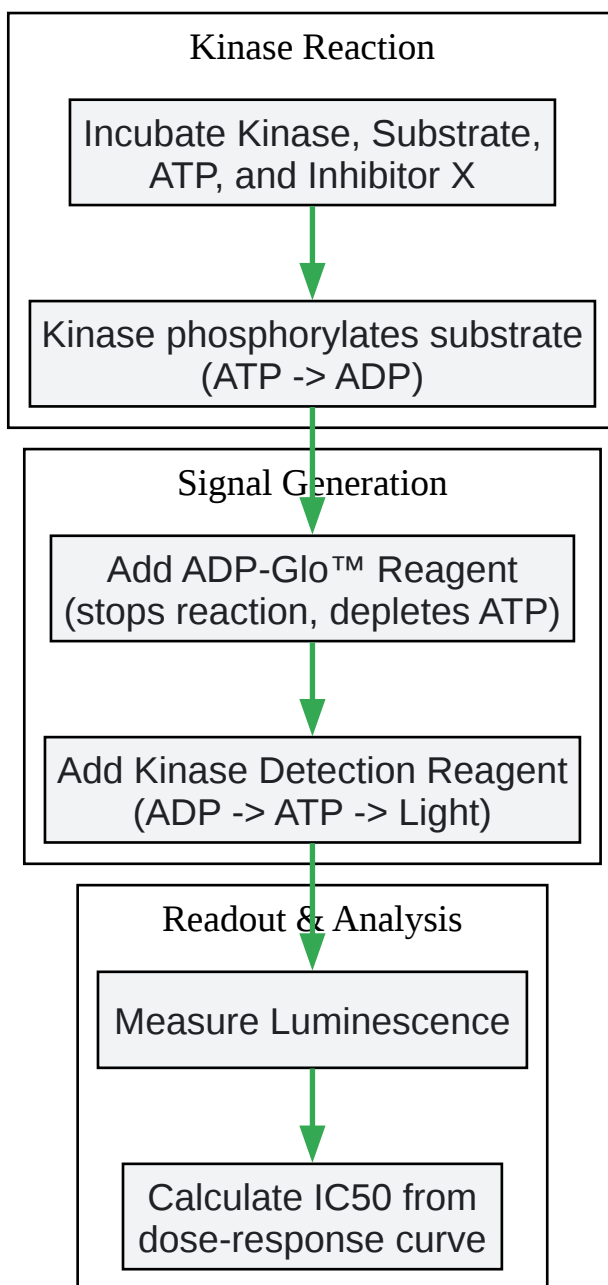 Kinase Reaction
Incubate Kinase, Substrate,
ATP, and Inhibitor X
Kinase phosphorylates substrate
(ATP -> ADP)
Signal Generation
Add ADP-Glo™ Reagent
(stops reaction, depletes ATP)
Add Kinase Detection Reagent
(ADP -> ATP -> Light)
Readout & Analysis
Measure Luminescence
Calculate IC50 from
dose-response curve